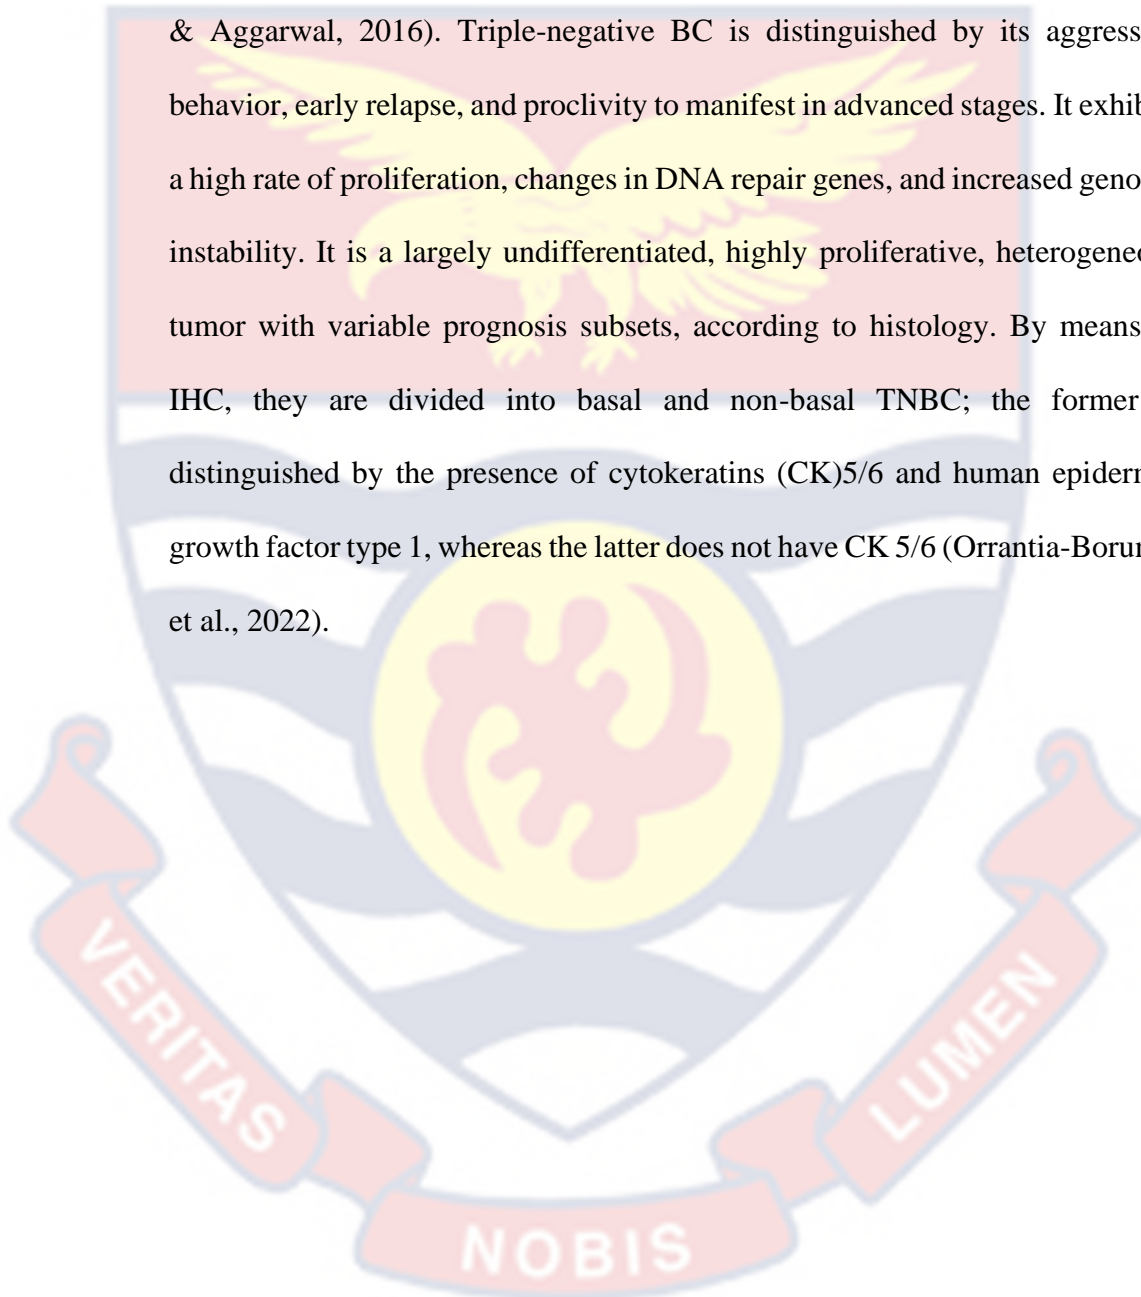 & Aggarwal, 2016). Triple-negative BC is distinguished by its aggress
behavior, early relapse, and proclivity to manifest in advanced stages. It exhib
a high rate of proliferation, changes in DNA repair genes, and increased geno
instability. It is a largely undifferentiated, highly proliferative, heterogeneo
tumor with variable prognosis subsets, according to histology. By means
IHC, they are divided into basal and non-basal TNBC; the former
distinguished by the presence of cytokeratins (CK)5/6 and human epiderm
growth factor type 1, whereas the latter does not have CK 5/6 (Orrantia-Borun
et al., 2022).
VERITAS
NOBIS
LUMEN